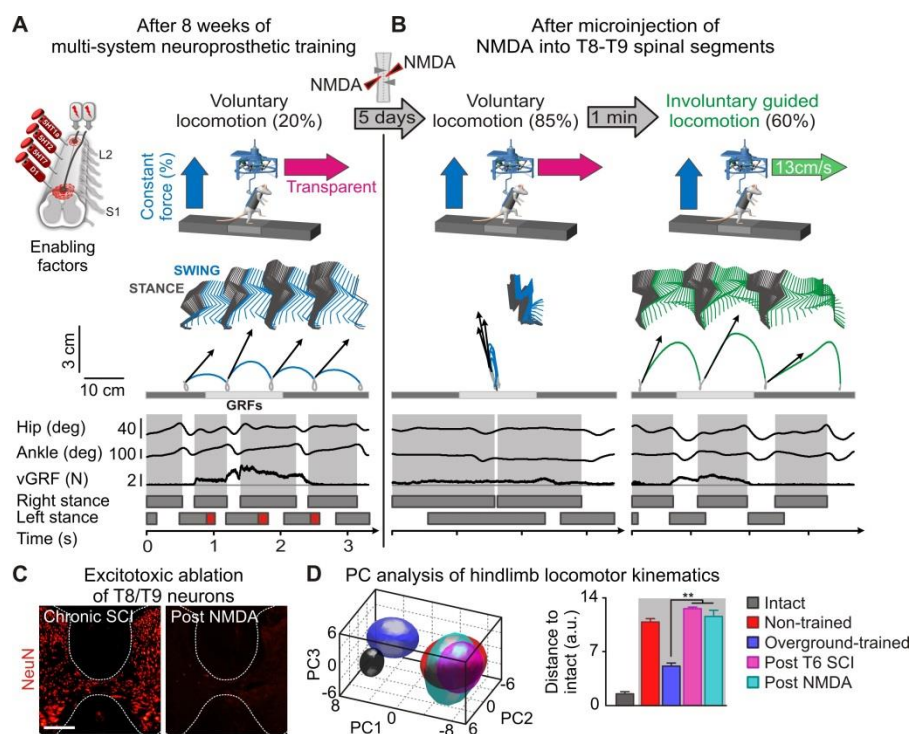 A
After 8 weeks of
multi-system neuroprosthetic training
B
After microinjection of
NMDA into T8-T9 spinal segments
NMDA
NMDA
5HT1a
5HT2
5HT7
D1
L2
S1
Enabling
factors
Voluntary
locomotion (20%)
5 days
Voluntary
locomotion (85%)
1 min
Involuntary guided
locomotion (60%)
Constant
force (%)
Transparent
13cm/s
SWING
STANCE
3 cm
10 cm
GRFs
Hip (deg) 40
Ankle (deg) 100
vGRF (N) 2
Right stance
Left stance
Time (s) 0 1 2 3
C
Excitotoxic ablation
of T8/T9 neurons
Chronic SCI
Post NMDA
NeuN
D
PC analysis of hindlimb locomotor kinematics
PC3
6
0
-6
8
0
-8
PC1
6
-6
PC2
Distance to
intact (a.u.)
14
7
0
**
Intact
Non-trained
Overground-trained
Post T6 SCI
Post NMDA